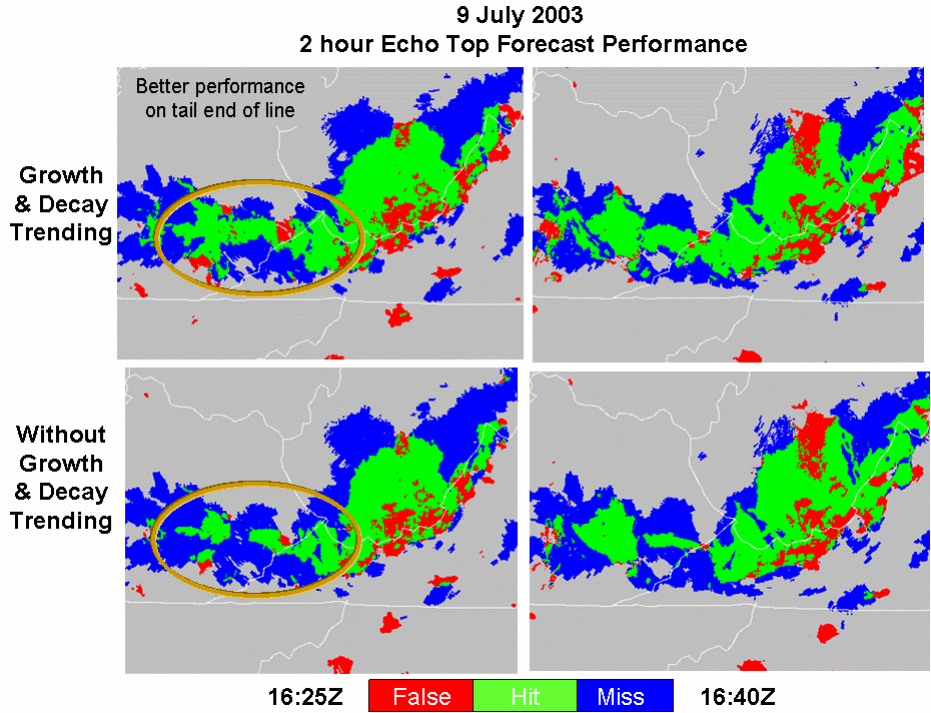 9 July 2003
2 hour Echo Top Forecast Performance
Better performance
on tail end of line
Growth
& Decay
Trending
Without
Growth
& Decay
Trending
16:25Z False Hit Miss 16:40Z